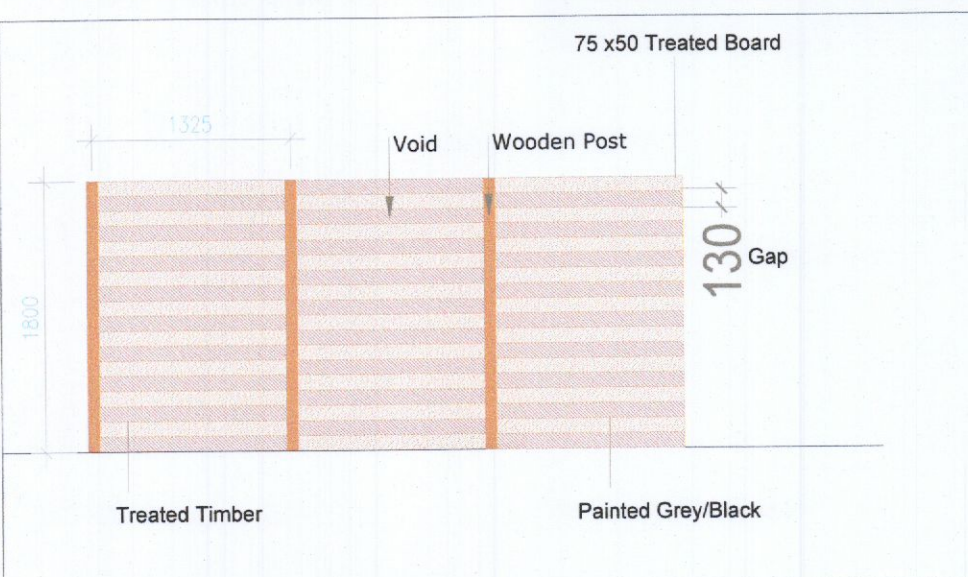 75 x50 Treated Board
1325
Void
Wooden Post
130
Gap
1800
Treated Timber
Painted Grey/Black